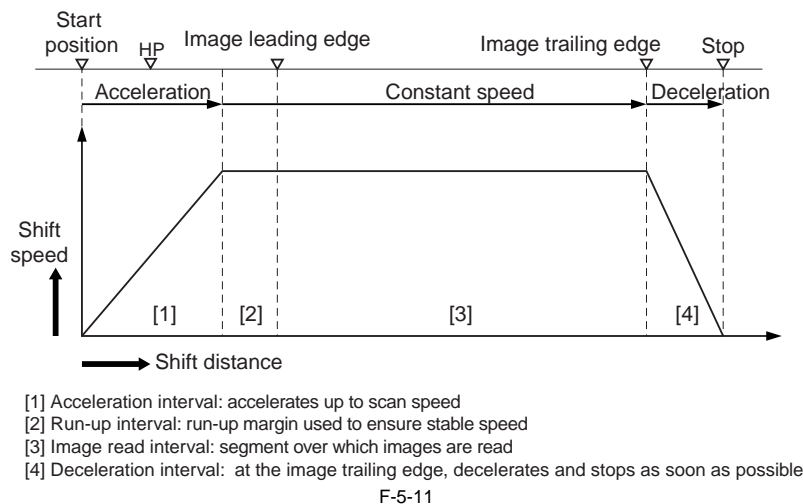 Start
position
HP
Image leading edge
Image trailing edge
Stop
Acceleration
Constant speed
Deceleration
Shift
speed
[1]
[2]
[3]
[4]
Shift distance
[1] Acceleration interval: accelerates up to scan speed
[2] Run-up interval: run-up margin used to ensure stable speed
[3] Image read interval: segment over which images are read
[4] Deceleration interval:  at the image trailing edge, decelerates and stops as soon as possible
F-5-11